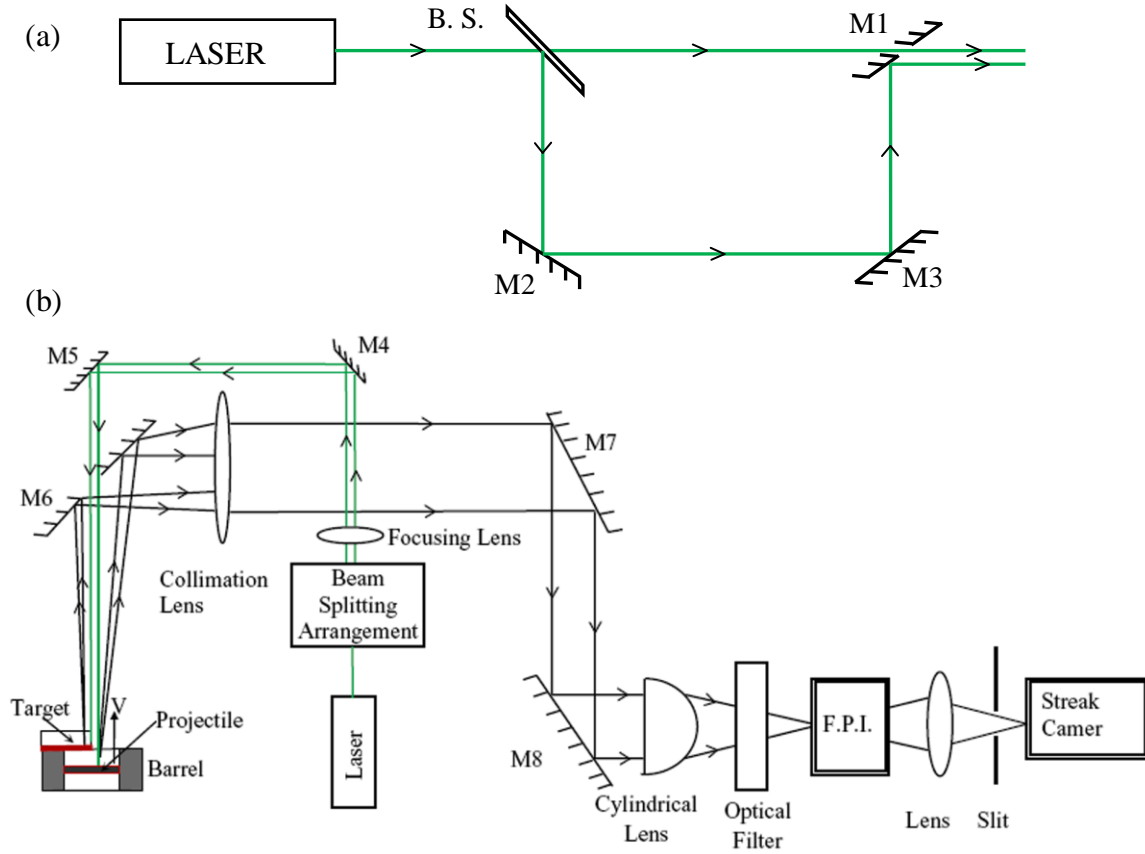 (a)
LASER
B. S.
M1
M2
M3
(b)
M5
M4
M7
M6
Focusing Lens
Collimation
Lens
Beam
Splitting
Arrangement
Target
V
Projectile
Barrel
Laser
M8
F.P.I.
Streak
Camer
Cylindrical
Lens
Optical
Filter
Lens
Slit